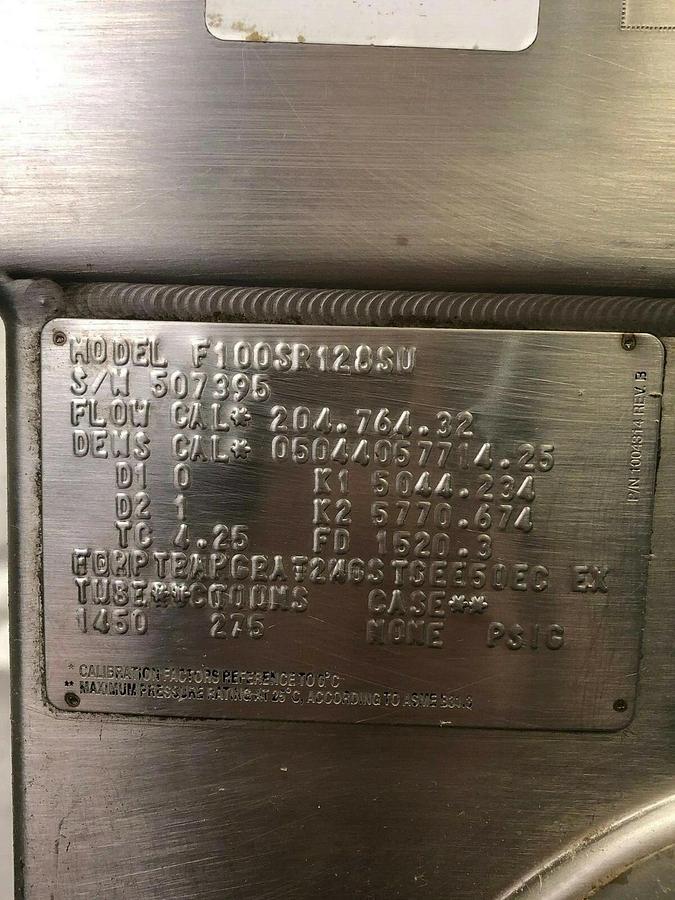 MODEL F100SR128SU
S/N 507395
FLOW CAL* 204.764.32
DENS CAL* 05044057714.25
D1 0 K1 5044.234
D2 1 K2 5770.674
TC 4.25 FD 1520.3
EX
TUBE** CASE**
1450 275 NONE PSIG
* CALIBRATION FACTORS REFERENCE TO 0°C
** MAXIMUM PRESSURE RATING AT 25°C, ACCORDING TO ASME B31.3
P/N 1004814 REV. B